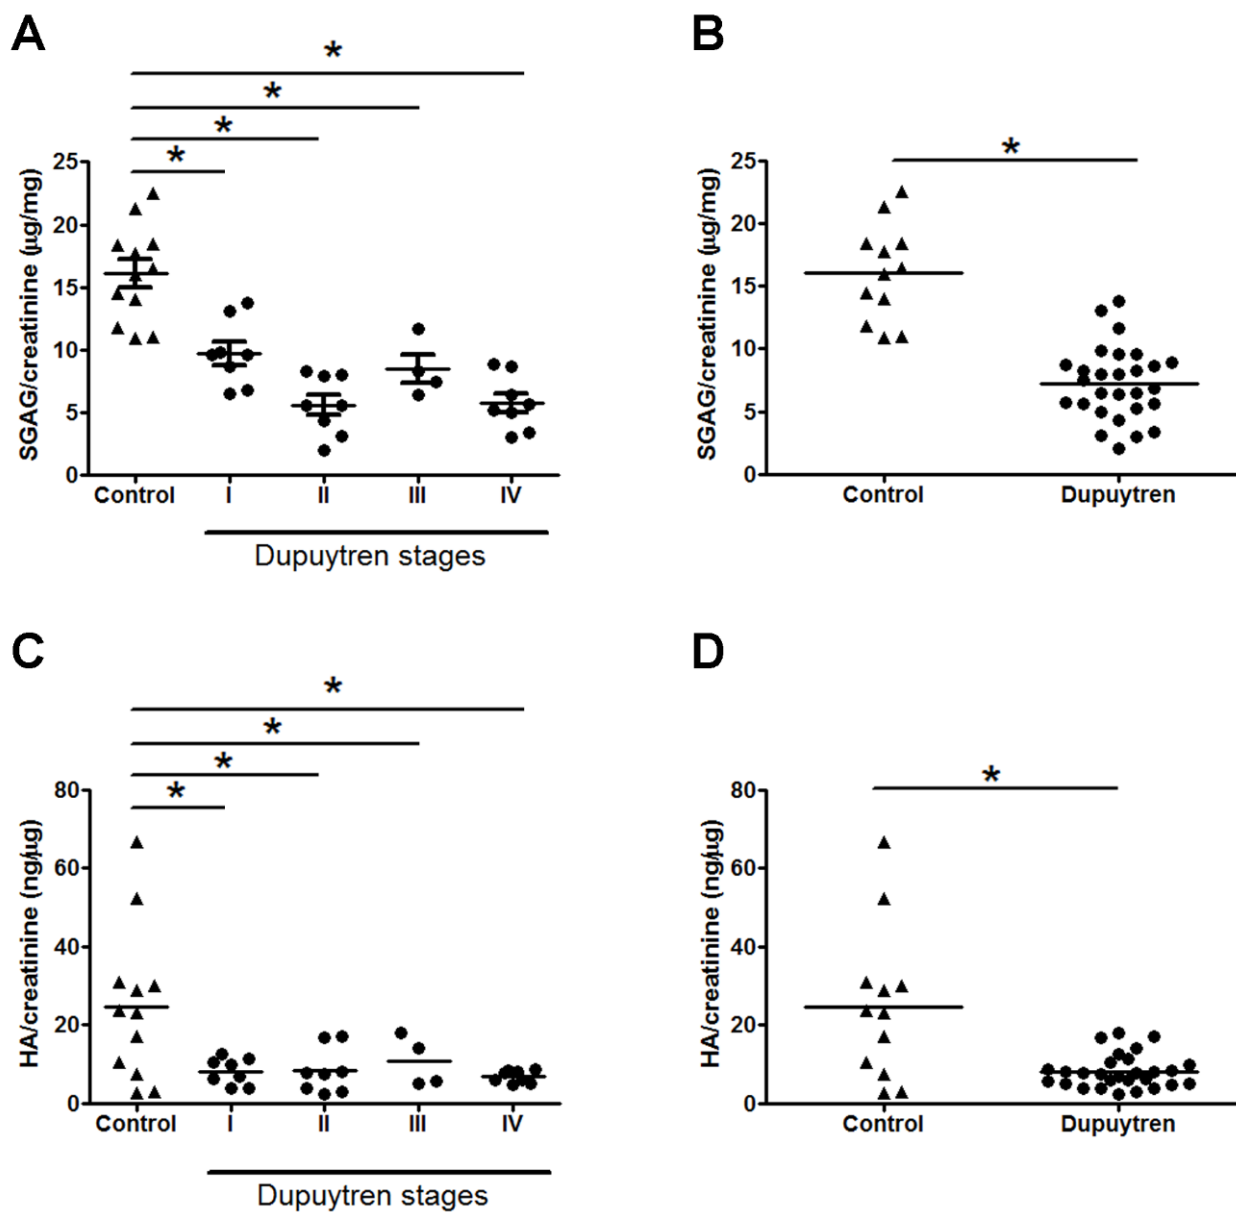 A
*
*
*
*
SGAG/creatinine (µg/mg)
25
20
15
10
5
0
Control I II III IV
Dupuytren stages
B
*
SGAG/creatinine (µg/mg)
25
20
15
10
5
0
Control Dupuytren
C
*
*
*
*
HA/creatinine (ng/µg)
80
60
40
20
0
Control I II III IV
Dupuytren stages
D
*
HA/creatinine (ng/µg)
80
60
40
20
0
Control Dupuytren